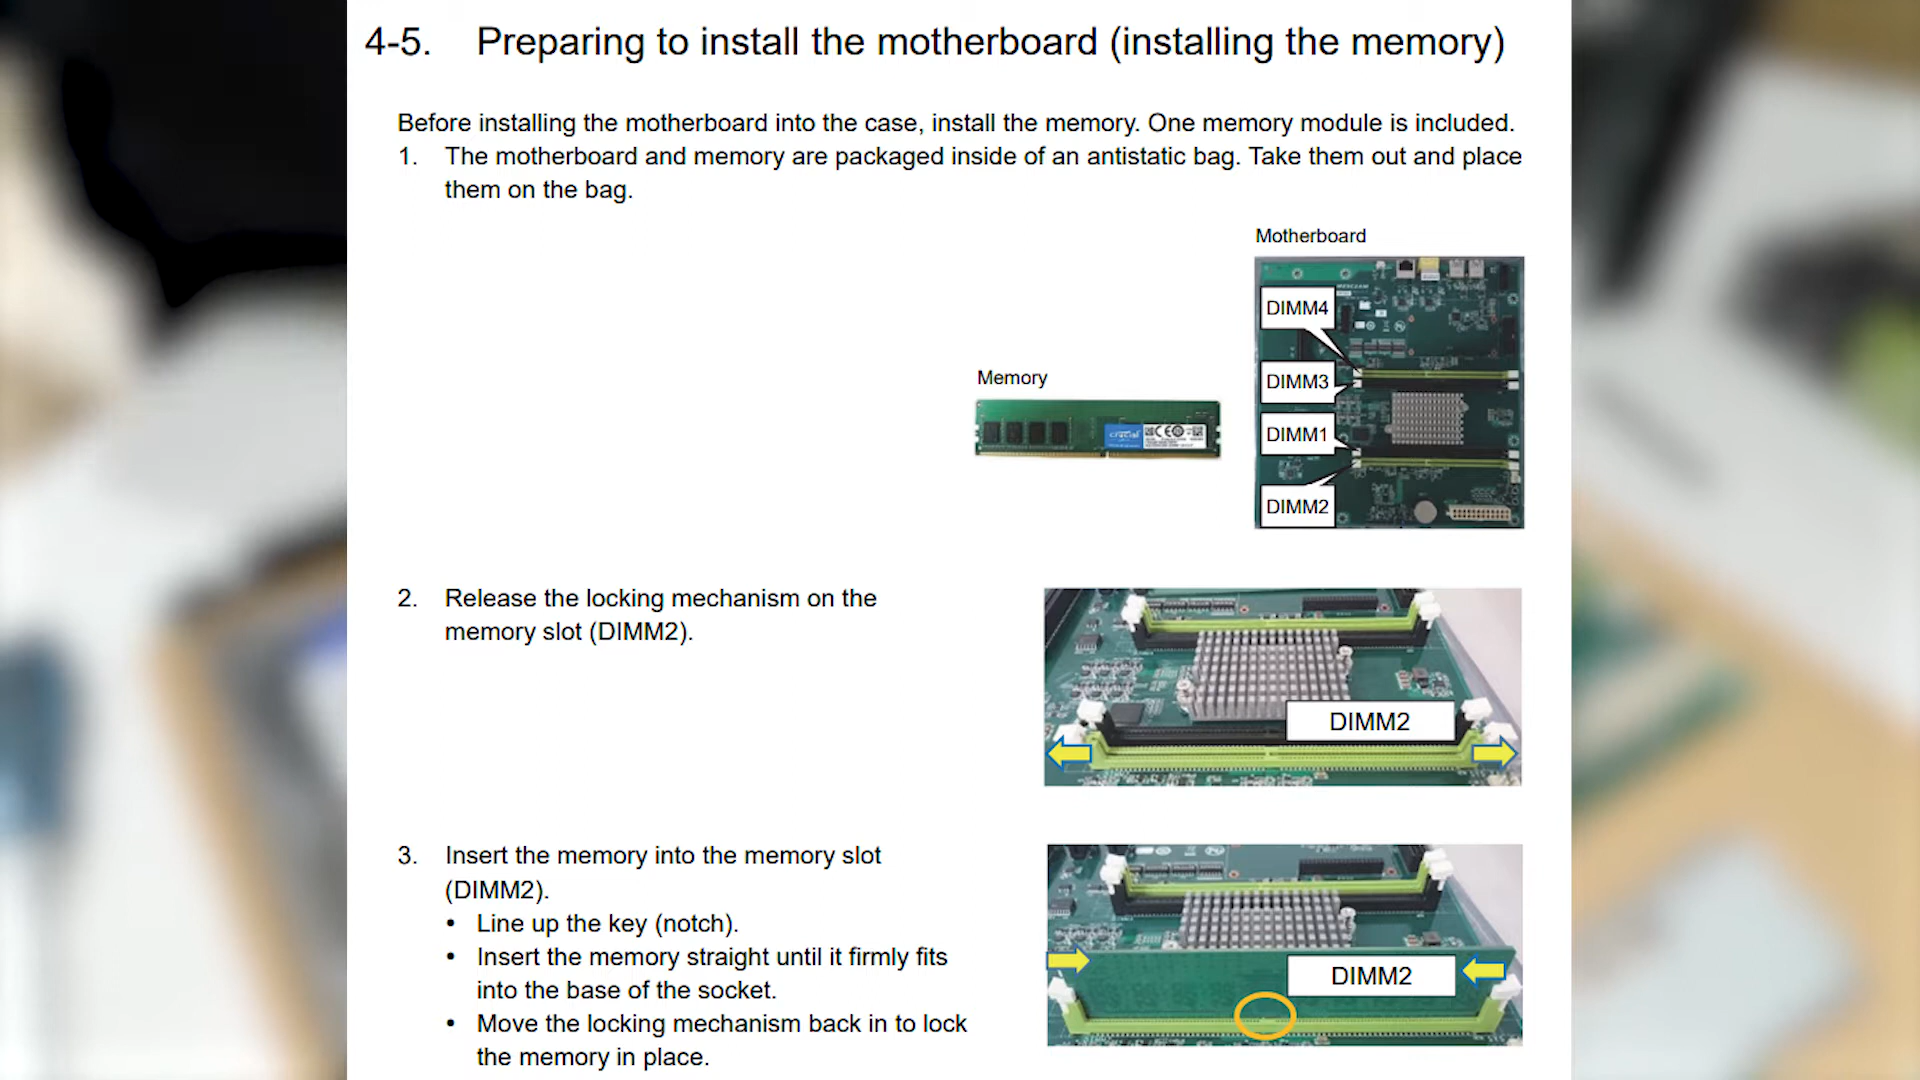 4-5. Preparing to install the motherboard (installing the memory)
Before installing the motherboard into the case, install the memory. One memory module is included.
1. The motherboard and memory are packaged inside of an antistatic bag. Take them out and place
them on the bag.
Motherboard
DIMM4
Memory
DIMM3
crucial
DIMM1
DIMM2
2. Release the locking mechanism on the
memory slot (DIMM2).
DIMM2
3. Insert the memory into the memory slot
(DIMM2).
• Line up the key (notch).
• Insert the memory straight until it firmly fits
into the base of the socket.
DIMM2
• Move the locking mechanism back in to lock
the memory in place.